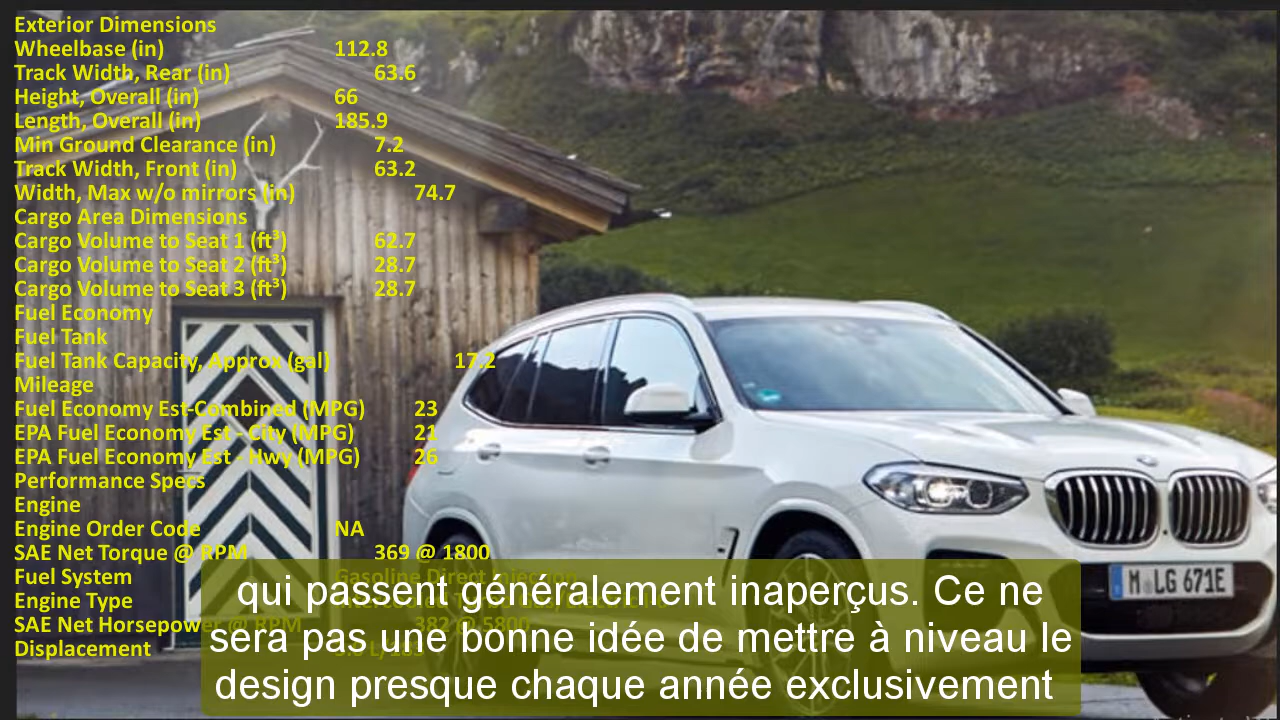 Exterior Dimensions
Wheelbase (in) 112.8
Track Width, Rear (in) 63.6
Height, Overall (in) 66
Length, Overall (in) 185.9
Min Ground Clearance (in) 7.2
Track Width, Front (in) 63.2
Width, Max w/o mirrors (in) 74.7
Cargo Area Dimensions
Cargo Volume to Seat 1 (ft³) 62.7
Cargo Volume to Seat 2 (ft³) 28.7
Cargo Volume to Seat 3 (ft³) 28.7
Fuel Economy
Fuel Tank
Fuel Tank Capacity, Approx (gal) 17.2
Mileage
Fuel Economy Est-Combined (MPG) 23
EPA Fuel Economy Est - City (MPG) 21
EPA Fuel Economy Est - Hwy (MPG) 26
Performance Specs
Engine
Engine Order Code NA
SAE Net Torque @ RPM 369 @ 1800
Fuel System Gasoline Direct Injection
Engine Type
SAE Net Horsepower @ RPM 382 @ 5800
Displacement
M LG 671E
qui passent généralement inaperçus. Ce ne
sera pas une bonne idée de mettre à niveau le
design presque chaque année exclusivement